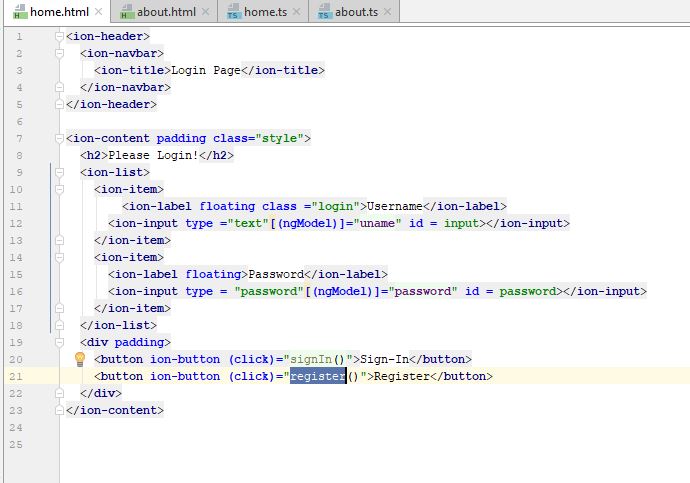 home.html about.html home.ts about.ts
1 <ion-header>
2 <ion-navbar>
3 <ion-title>Login Page</ion-title>
4 </ion-navbar>
5 </ion-header>
6
7 <ion-content padding class="style">
8 <h2>Please Login!</h2>
9 <ion-list>
10 <ion-item>
11 <ion-label floating class ="login">Username</ion-label>
12 <ion-input type ="text"[(ngModel)]="uname" id = input></ion-input>
13 </ion-item>
14 <ion-item>
15 <ion-label floating>Password</ion-label>
16 <ion-input type = "password"[(ngModel)]="password" id = password></ion-input>
17 </ion-item>
18 </ion-list>
19 <div padding>
20 <button ion-button (click)="signIn()">Sign-In</button>
21 <button ion-button (click)="register()">Register</button>
22 </div>
23 </ion-content>
24
25